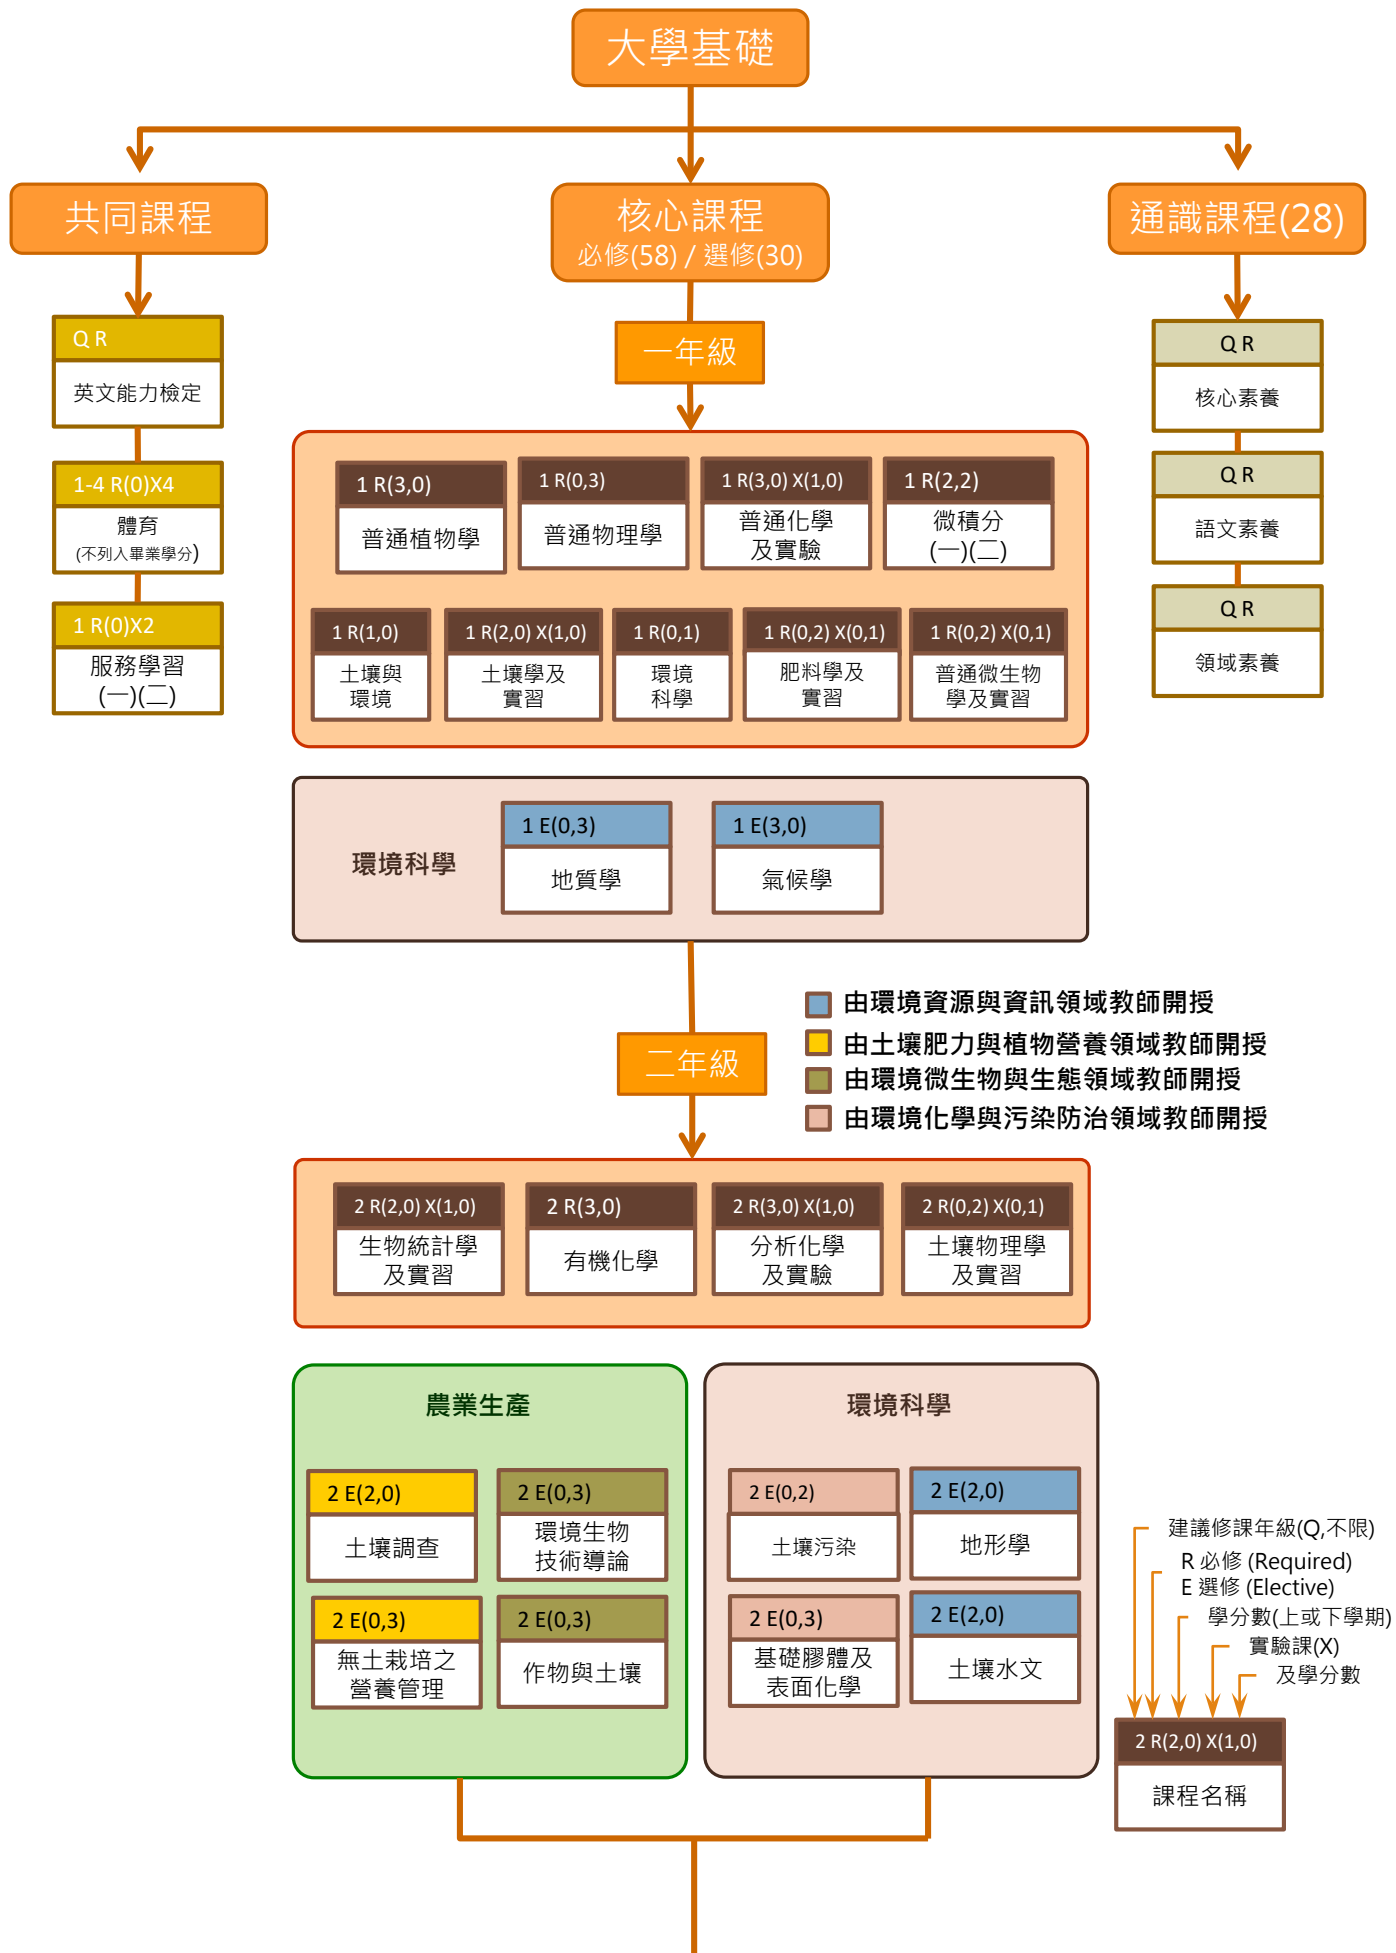 大學基礎
共同課程
核心課程
必修(58) / 選修(30)
通識課程(28)
Q R
英文能力檢定
1-4 R(0)X4
體育
(不列入畢業學分)
1 R(0)X2
服務學習
(一)(二)
一年級
1 R(3,0)
普通植物學
1 R(0,3)
普通物理學
1 R(3,0) X(1,0)
普通化學
及實驗
1 R(2,2)
微積分
(一)(二)
1 R(1,0)
土壤與
環境
1 R(2,0) X(1,0)
土壤學及
實習
1 R(0,1)
環境
科學
1 R(0,2) X(0,1)
肥料學及
實習
1 R(0,2) X(0,1)
普通微生物
學及實習
Q R
核心素養
Q R
語文素養
Q R
領域素養
環境科學
1 E(0,3)
地質學
1 E(3,0)
氣候學
由環境資源與資訊領域教師開授
由土壤肥力與植物營養領域教師開授
由環境微生物與生態領域教師開授
由環境化學與污染防治領域教師開授
二年級
2 R(2,0) X(1,0)
生物統計學
及實習
2 R(3,0)
有機化學
2 R(3,0) X(1,0)
分析化學
及實驗
2 R(0,2) X(0,1)
土壤物理學
及實習
農業生產
2 E(2,0)
土壤調查
2 E(0,3)
環境生物
技術導論
2 E(0,3)
無土栽培之
營養管理
2 E(0,3)
作物與土壤
環境科學
2 E(0,2)
土壤污染
2 E(2,0)
地形學
2 E(0,3)
基礎膠體及
表面化學
2 E(2,0)
土壤水文
建議修課年級(Q,不限)
R 必修 (Required)
E 選修 (Elective)
學分數(上或下學期)
實驗課(X)
及學分數
2 R(2,0) X(1,0)
課程名稱